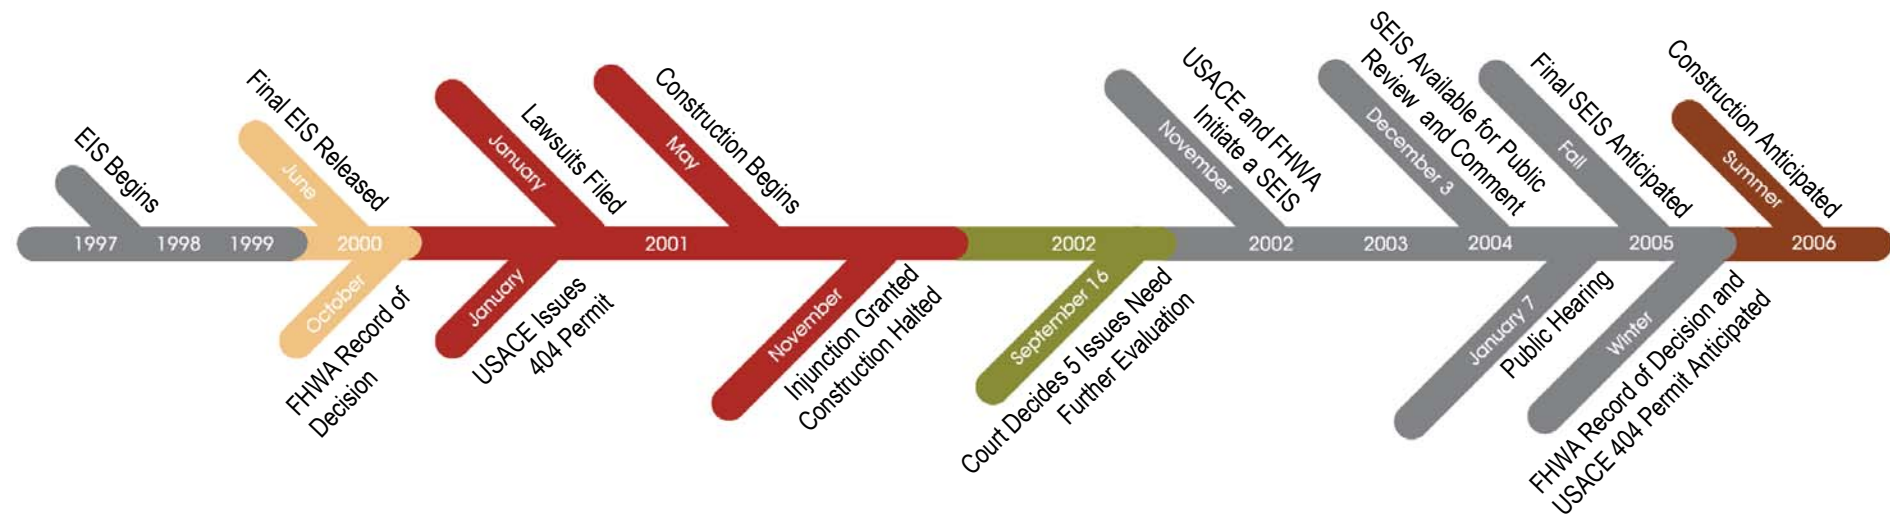 EIS Begins
June
Final EIS Released
January
Lawsuits Filed
May
Construction Begins
November
USACE and FHWA
Initiate a SEIS
December 3
SEIS Available for Public
Review and Comment
Fall
Final SEIS Anticipated
Summer
Construction Anticipated
1997 1998 1999 2000 2001 2002 2002 2003 2004 2005 2006
October
FHWA Record of
Decision
January
USACE Issues
404 Permit
November
Injunction Granted
Construction Halted
September 16
Court Decides 5 Issues Need
Further Evaluation
January 7
Public Hearing
Winter
FHWA Record of Decision and
USACE 404 Permit Anticipated